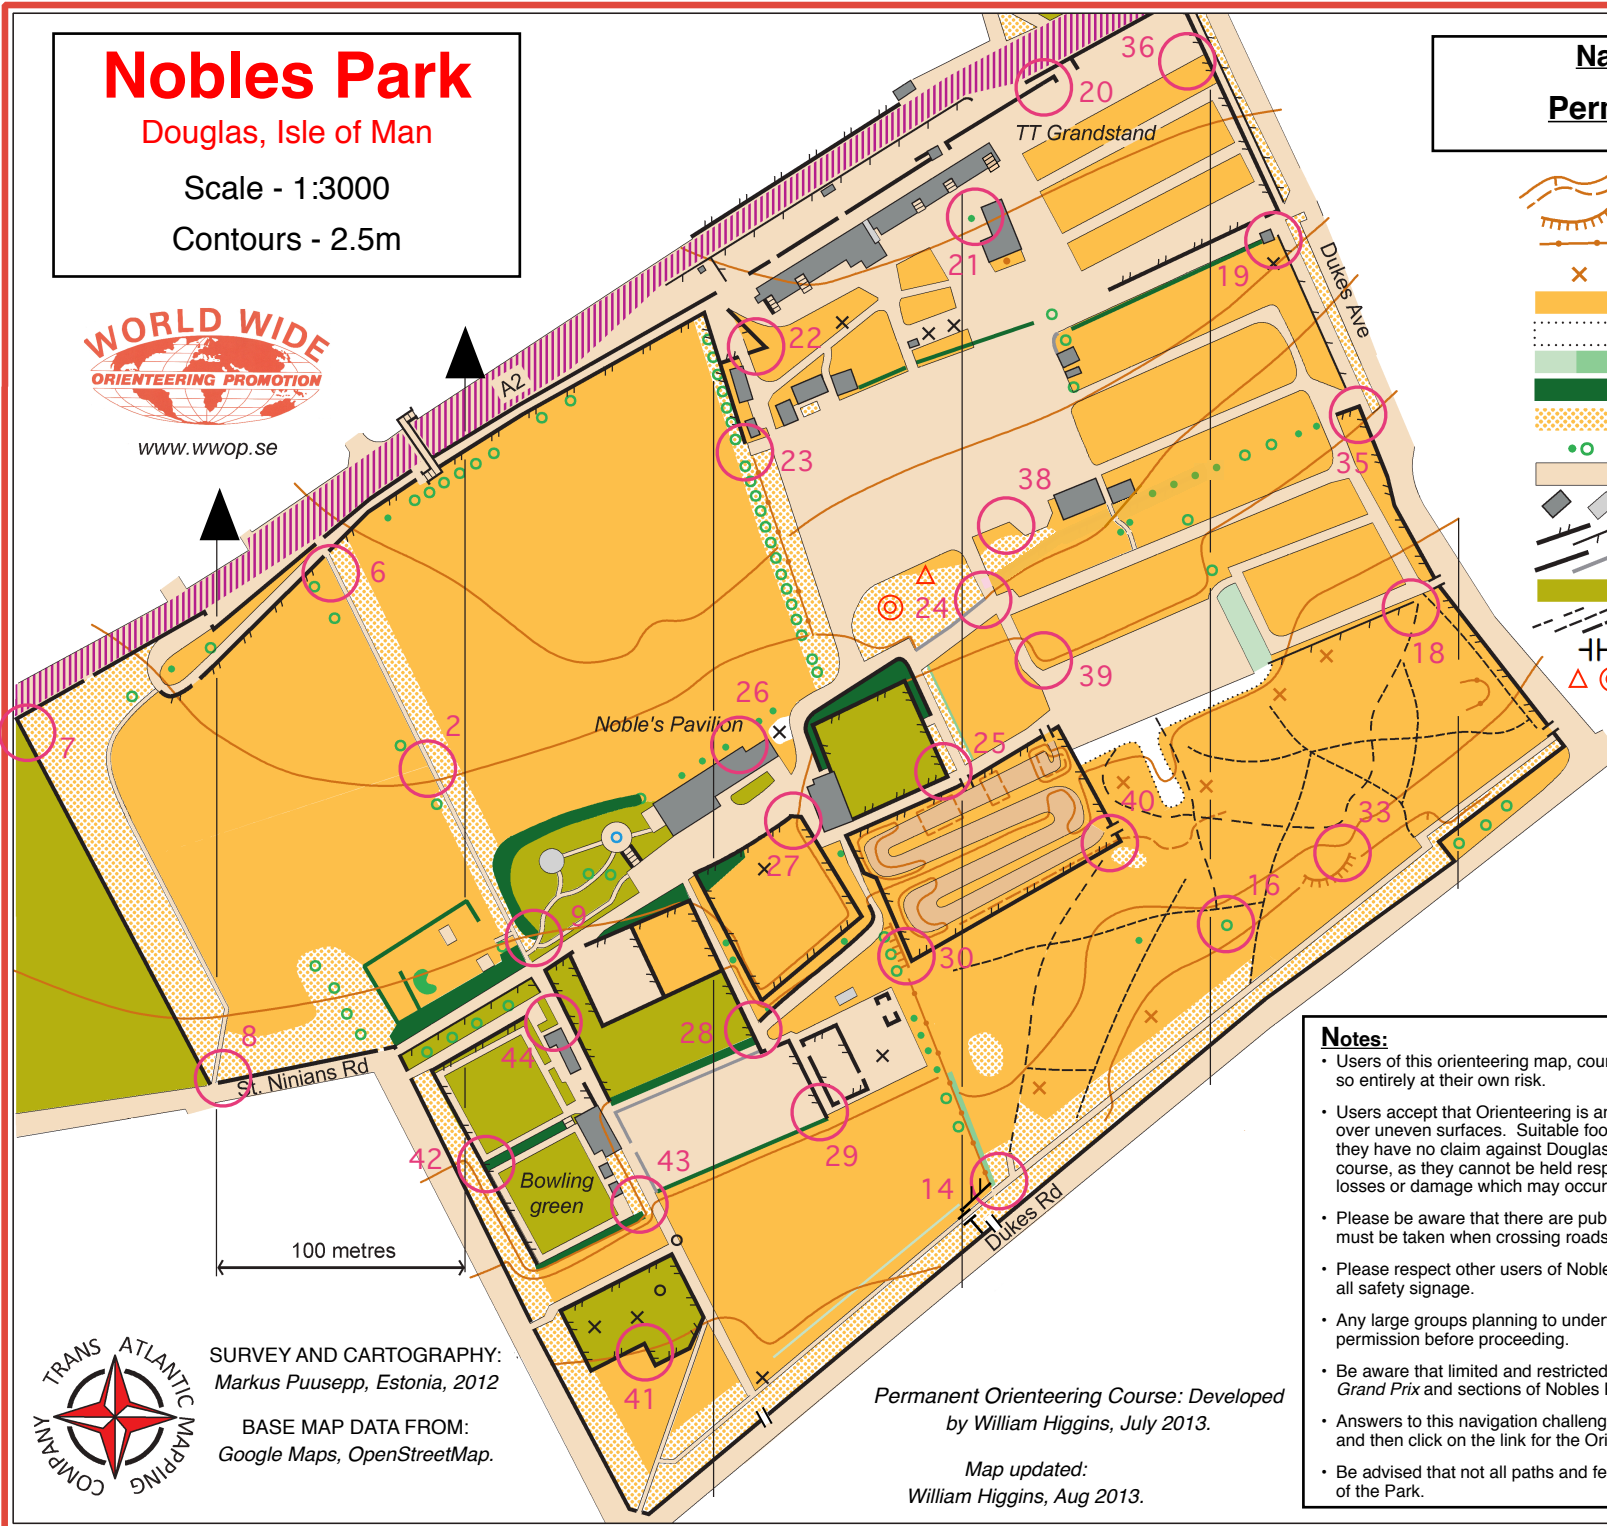 Nobles Park
Douglas, Isle of Man
Scale - 1:3000
Contours - 2.5m
WORLD WIDE
ORIENTEERING PROMOTION
www.wwop.se
A2
TT Grandstand
Dukes Ave
Noble's Pavilion
St. Ninians Rd
Bowling
green
Dukes Rd
100 metres
36
20
21
19
22
23
35
38
24
18
39
6
26
2
7
25
40
33
27
16
9
30
28
8
44
29
42
43
14
41
TRANS ATLANTIC MAPPING COMPANY
SURVEY AND CARTOGRAPHY:
Markus Puusepp, Estonia, 2012
BASE MAP DATA FROM:
Google Maps, OpenStreetMap.
Permanent Orienteering Course: Developed
by William Higgins, July 2013.
Map updated:
William Higgins, Aug 2013.
Notes:
• Users of this orienteering map, cour
so entirely at their own risk.
• Users accept that Orienteering is an
over uneven surfaces. Suitable foo
they have no claim against Douglas
course, as they cannot be held resp
losses or damage which may occur
• Please be aware that there are pub
must be taken when crossing roads
• Please respect other users of Noble
all safety signage.
• Any large groups planning to under
permission before proceeding.
• Be aware that limited and restricted
Grand Prix and sections of Nobles
• Answers to this navigation challeng
and then click on the link for the Ori
• Be advised that not all paths and fe
of the Park.